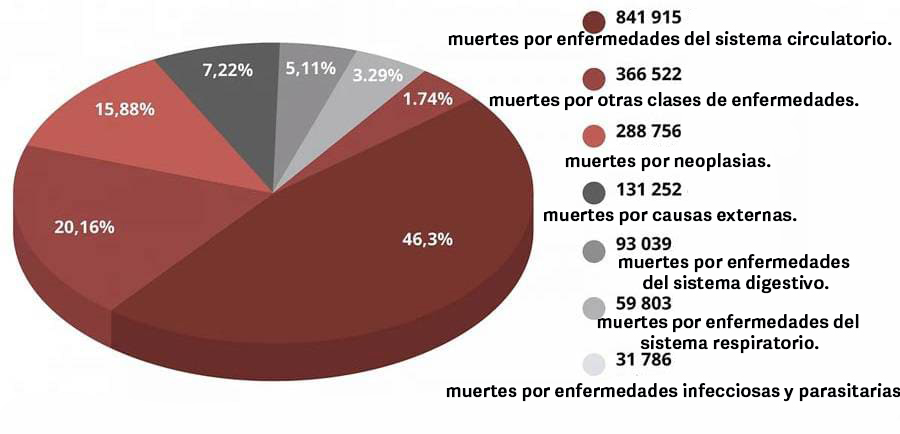 7,22%
5,11%
3.29%
1.74%
15,88%
20,16%
46,3%
841 915
muertes por enfermedades del sistema circulatorio.
366 522
muertes por otras clases de enfermedades.
288 756
muertes por neoplasias.
131 252
muertes por causas externas.
93 039
muertes por enfermedades
del sistema digestivo.
59 803
muertes por enfermedades del
sistema respiratorio.
31 786
muertes por enfermedades infecciosas y parasitarias